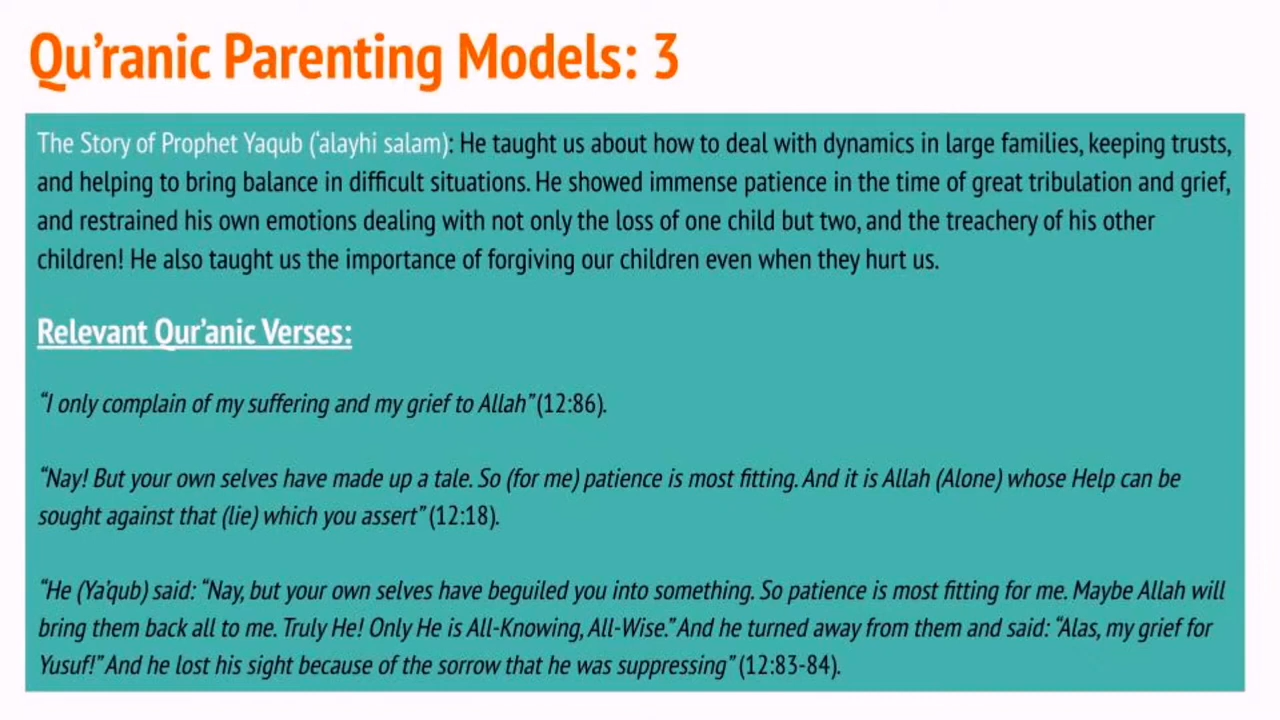 Qu’ranic Parenting Models: 3
The Story of Prophet Yaqub (‘alayhi salam): He taught us about how to deal with dynamics in large families, keeping trusts,
and helping to bring balance in difficult situations. He showed immense patience in the time of great tribulation and grief,
and restrained his own emotions dealing with not only the loss of one child but two, and the treachery of his other
children! He also taught us the importance of forgiving our children even when they hurt us.
Relevant Qur’anic Verses:
“I only complain of my suffering and my grief to Allah” (12:86).
“Nay! But your own selves have made up a tale. So (for me) patience is most fitting. And it is Allah (Alone) whose Help can be
sought against that (lie) which you assert” (12:18).
“He (Ya’qub) said: “Nay, but your own selves have beguiled you into something. So patience is most fitting for me. Maybe Allah will
bring them back all to me. Truly He! Only He is All-Knowing, All-Wise.” And he turned away from them and said: “Alas, my grief for
Yusuf!” And he lost his sight because of the sorrow that he was suppressing” (12:83-84).